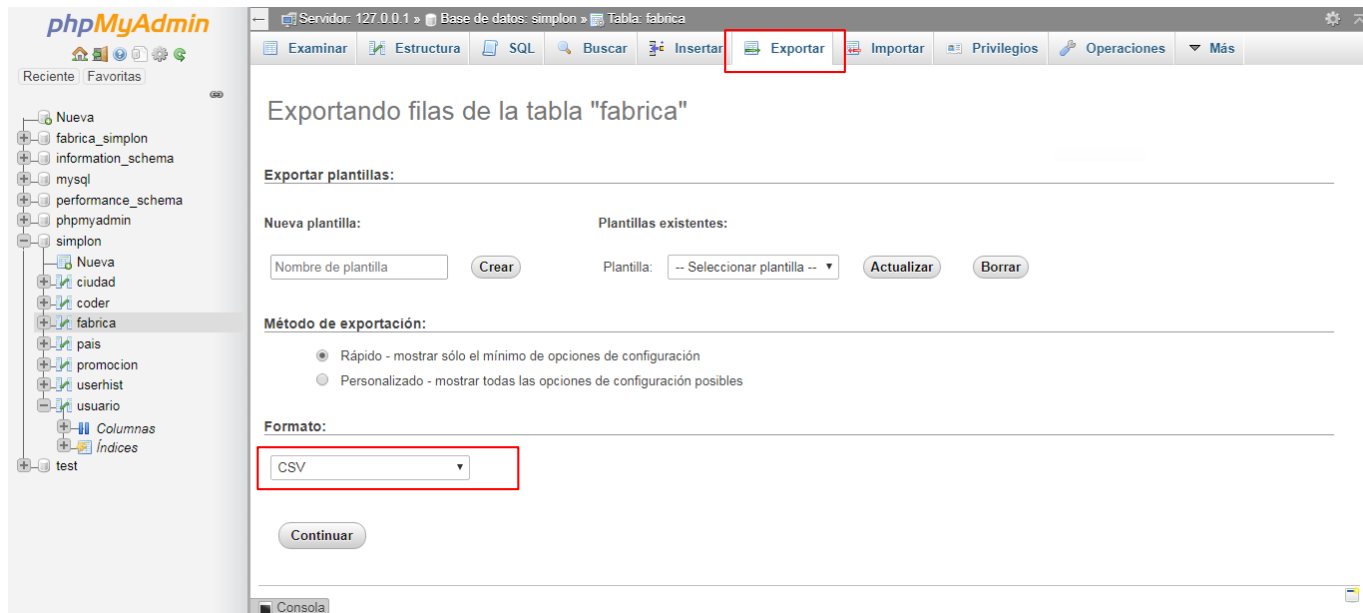 phpMyAdmin
Reciente Favoritas
Nueva
fabrica_simplon
information_schema
mysql
performance_schema
phpmyadmin
simplon
Nueva
ciudad
coder
fabrica
pais
promocion
userhist
usuario
Columnas
Índices
test
Servidor: 127.0.0.1 » Base de datos: simplon » Tabla: fabrica
Examinar Estructura SQL Buscar Insertar Exportar Importar Privilegios Operaciones Más
Exportando filas de la tabla "fabrica"
Exportar plantillas:
Nueva plantilla: Plantillas existentes:
Nombre de plantilla Crear Plantilla: -- Seleccionar plantilla -- Actualizar Borrar
Método de exportación:
Rápido - mostrar sólo el mínimo de opciones de configuración
Personalizado - mostrar todas las opciones de configuración posibles
Formato:
CSV
Continuar
Consola